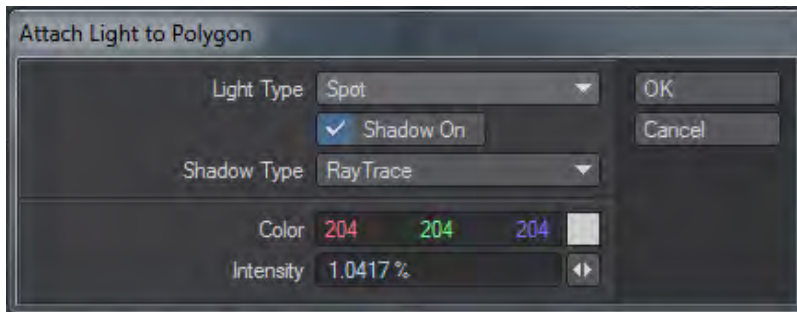 Attach Light to Polygon
Light Type Spot OK
Shadow On Cancel
Shadow Type RayTrace
Color 204 204 204
Intensity 1.0417 %